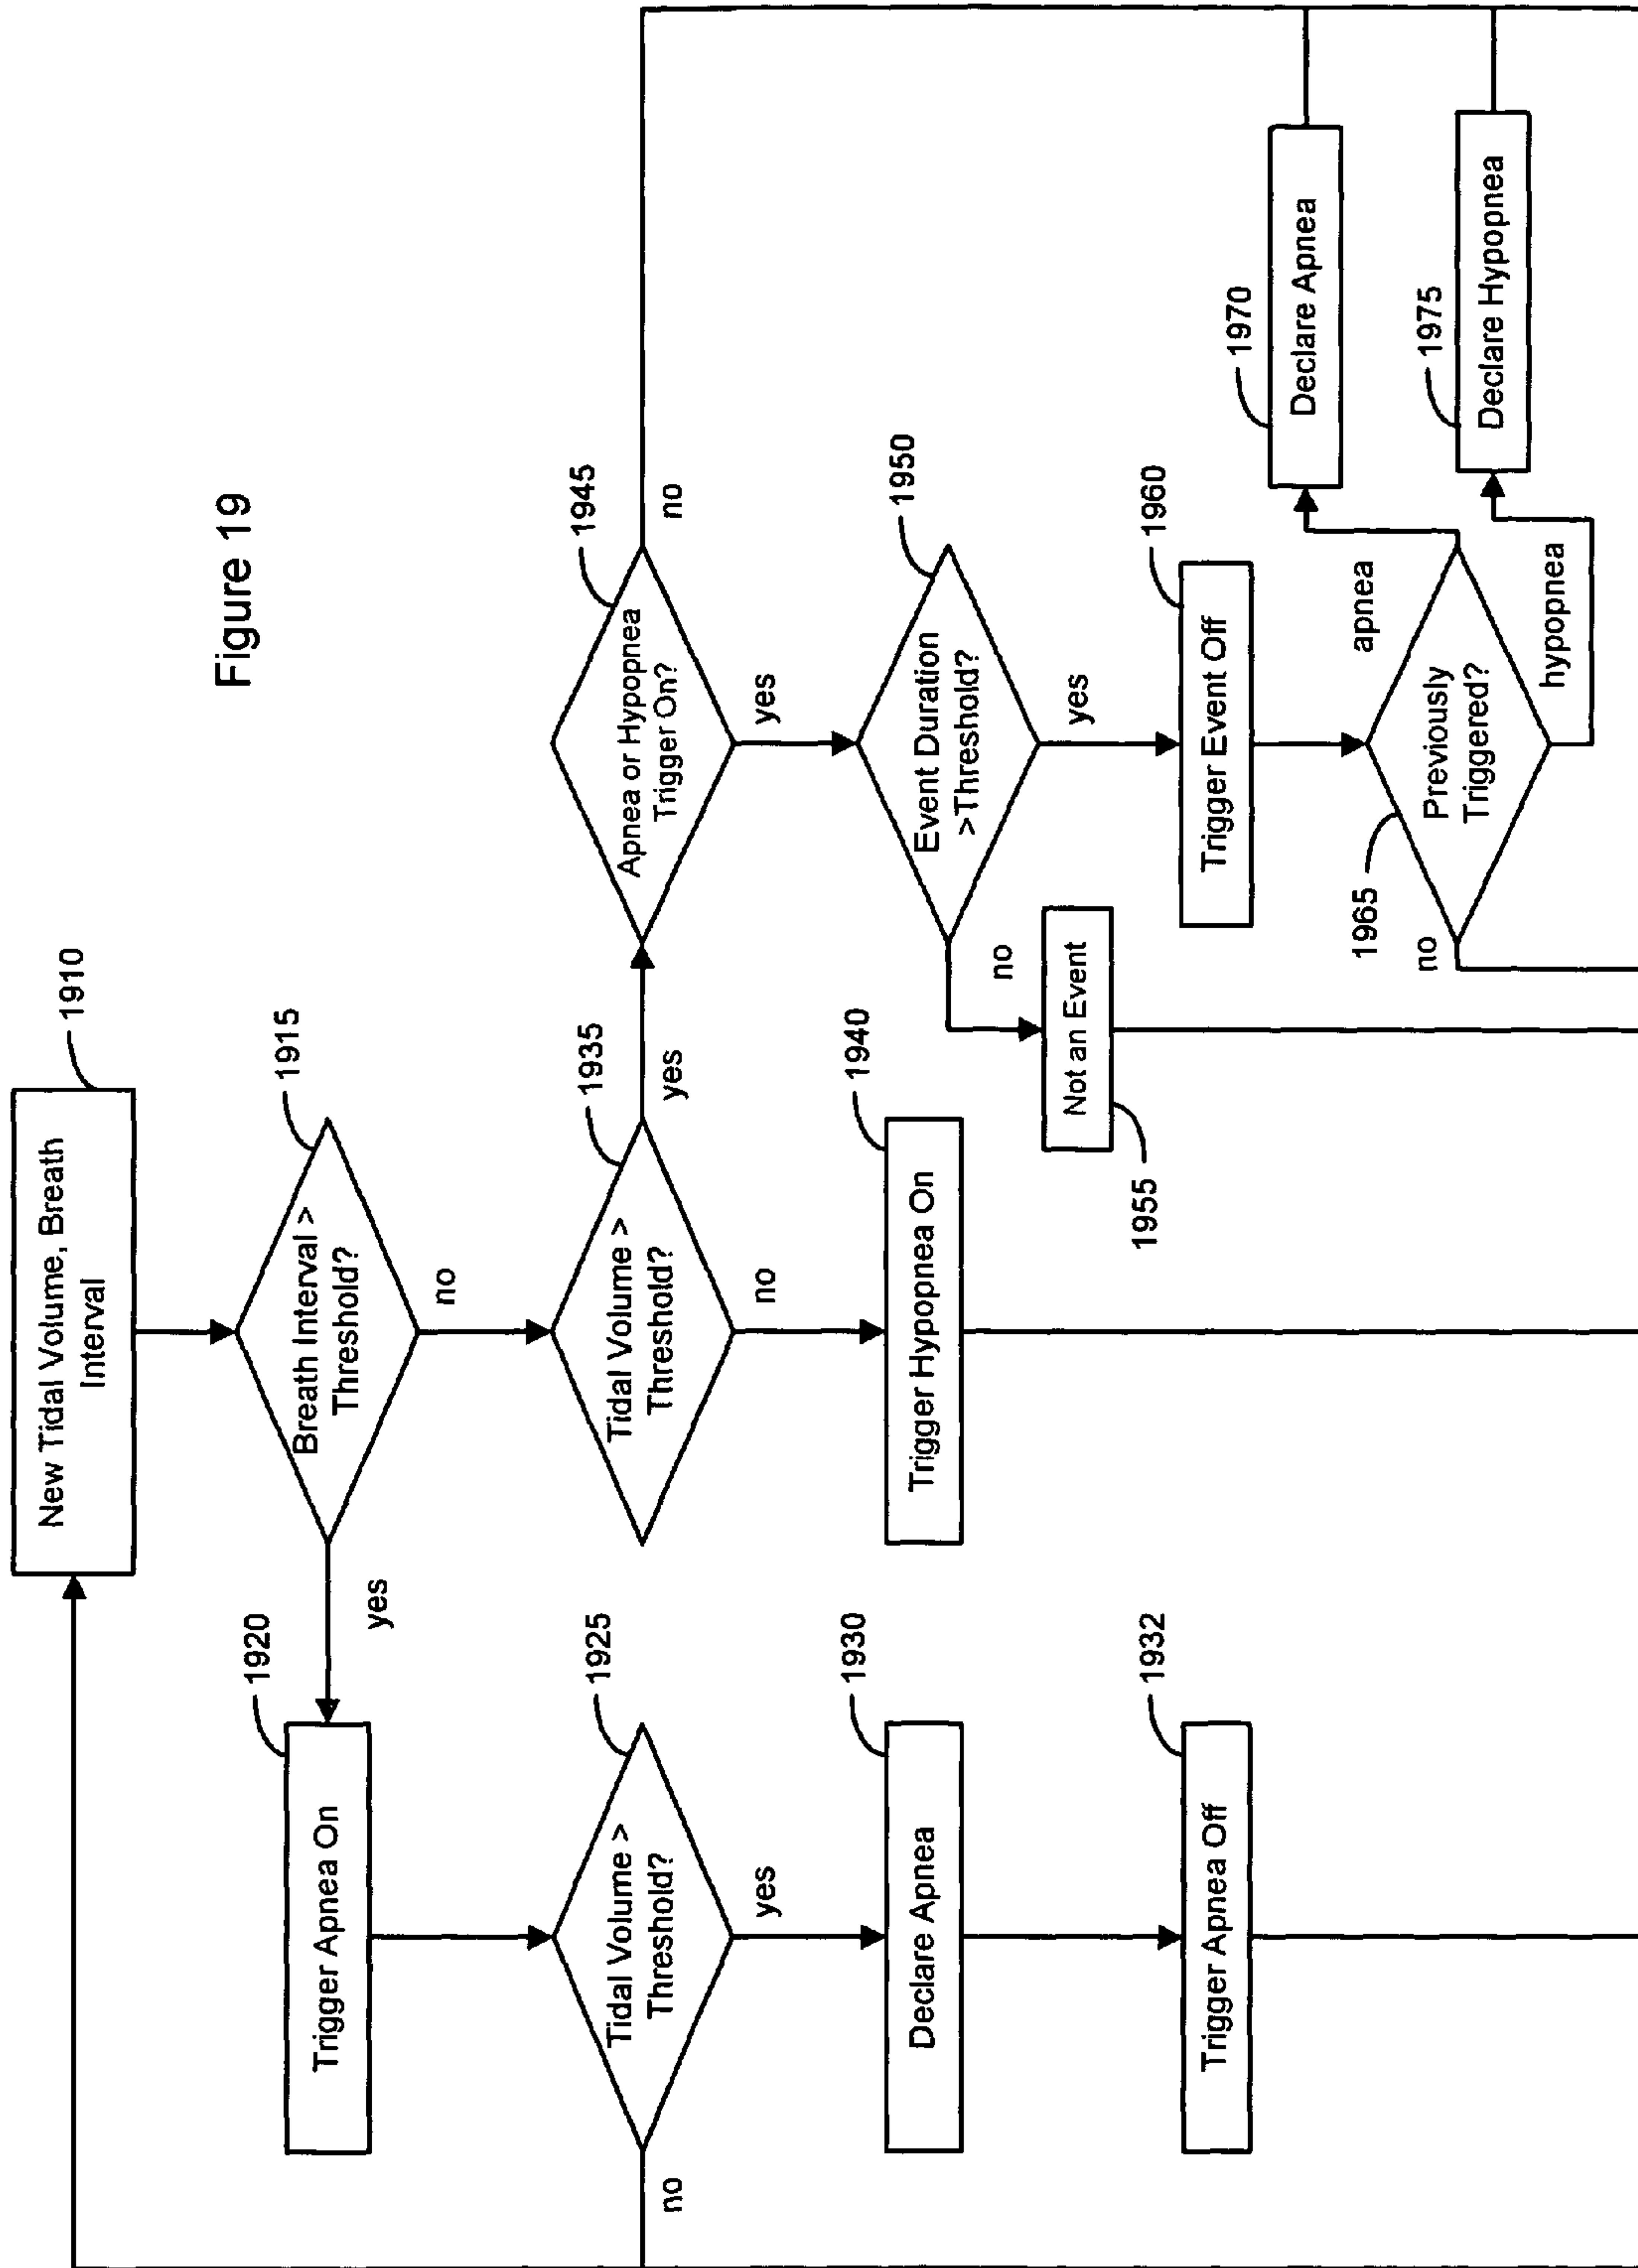 Figure 19
New Tidal Volume, Breath
Interval
1910
Breath Interval >
Threshold?
1915
yes
no
Trigger Apnea On
1920
Tidal Volume >
Threshold?
1925
no
yes
Declare Apnea
1930
Trigger Apnea Off
1932
Tidal Volume >
Threshold?
1935
yes
no
Trigger Hypopnea On
1940
Apnea or Hypopnea
Trigger On?
1945
no
yes
Event Duration
>Threshold?
1950
no
yes
Not an Event
1955
Trigger Event Off
1960
Previously
Triggered?
1965
no
apnea
hypopnea
Declare Apnea
1970
Declare Hypopnea
1975